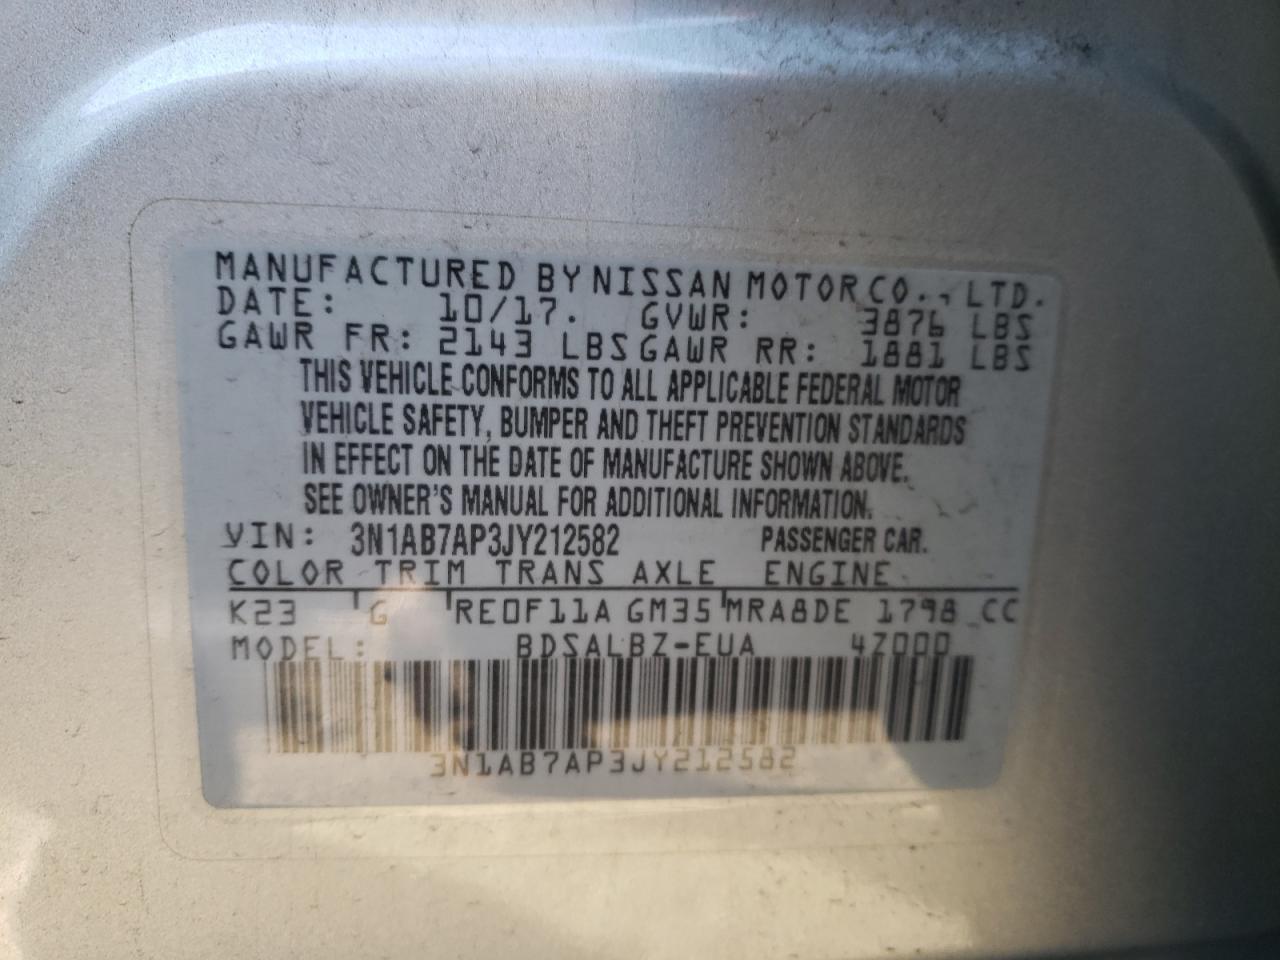 MANUFACTURED BY NISSAN MOTOR CO., LTD.
DATE: 10/17. GVWR: 3876 LBS
GAWR FR: 2143 LBS GAWR RR: 1881 LBS
THIS VEHICLE CONFORMS TO ALL APPLICABLE FEDERAL MOTOR
VEHICLE SAFETY, BUMPER AND THEFT PREVENTION STANDARDS
IN EFFECT ON THE DATE OF MANUFACTURE SHOWN ABOVE.
SEE OWNER'S MANUAL FOR ADDITIONAL INFORMATION.
VIN: 3N1AB7AP3JY212582 PASSENGER CAR.
COLOR TRIM TRANS AXLE ENGINE
K23 G RE0F11A GM35 MRA8DE 1798 CC
MODEL: BDSALBZ-EUA 4Z000
3N1AB7AP3JY212582